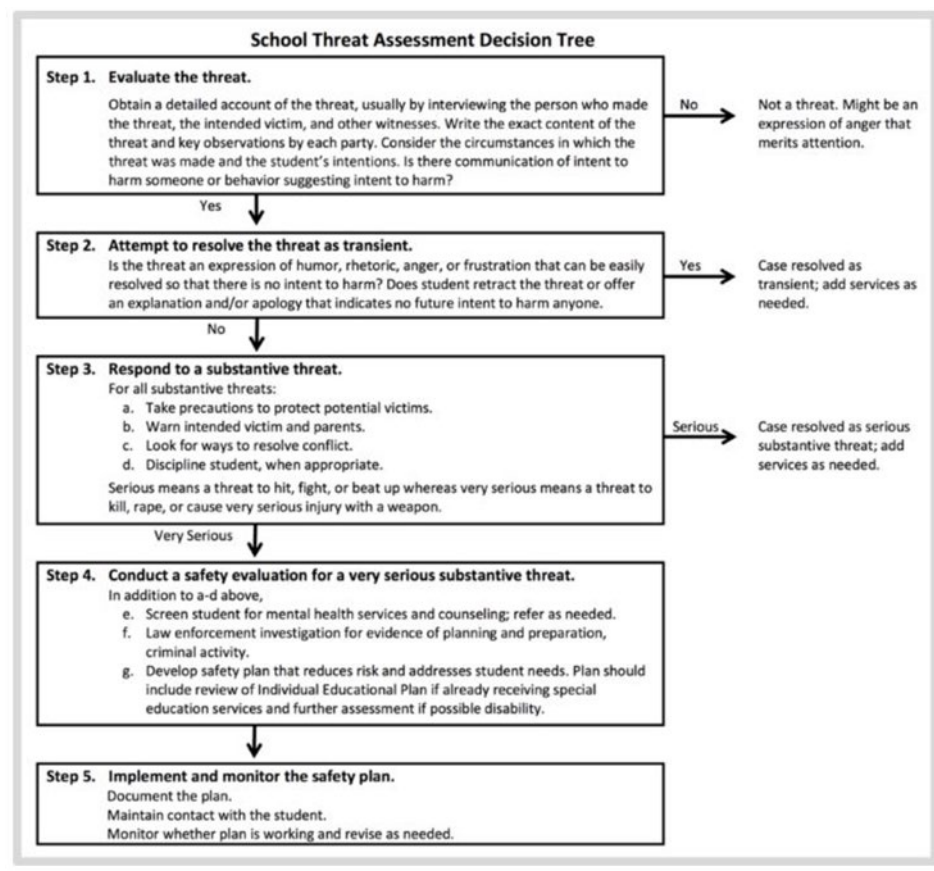 School Threat Assessment Decision Tree
Step 1. Evaluate the threat.
Obtain a detailed account of the threat, usually by interviewing the person who made
the threat, the intended victim, and other witnesses. Write the exact content of the
threat and key observations by each party. Consider the circumstances in which the
threat was made and the student's intentions. Is there communication of intent to
harm someone or behavior suggesting intent to harm?
No
Not a threat. Might be an
expression of anger that
merits attention.
Yes
Step 2. Attempt to resolve the threat as transient.
Is the threat an expression of humor, rhetoric, anger, or frustration that can be easily
resolved so that there is no intent to harm? Does student retract the threat or offer
an explanation and/or apology that indicates no future intent to harm anyone.
Yes
Case resolved as
transient; add services as
needed.
No
Step 3. Respond to a substantive threat.
For all substantive threats:
a. Take precautions to protect potential victims.
b. Warn intended victim and parents.
c. Look for ways to resolve conflict.
d. Discipline student, when appropriate.
Serious means a threat to hit, fight, or beat up whereas very serious means a threat to
kill, rape, or cause very serious injury with a weapon.
Serious
Case resolved as serious
substantive threat; add
services as needed.
Very Serious
Step 4. Conduct a safety evaluation for a very serious substantive threat.
In addition to a-d above,
e. Screen student for mental health services and counseling; refer as needed.
f. Law enforcement investigation for evidence of planning and preparation,
criminal activity.
g. Develop safety plan that reduces risk and addresses student needs. Plan should
include review of Individual Educational Plan if already receiving special
education services and further assessment if possible disability.
Step 5. Implement and monitor the safety plan.
Document the plan.
Maintain contact with the student.
Monitor whether plan is working and revise as needed.